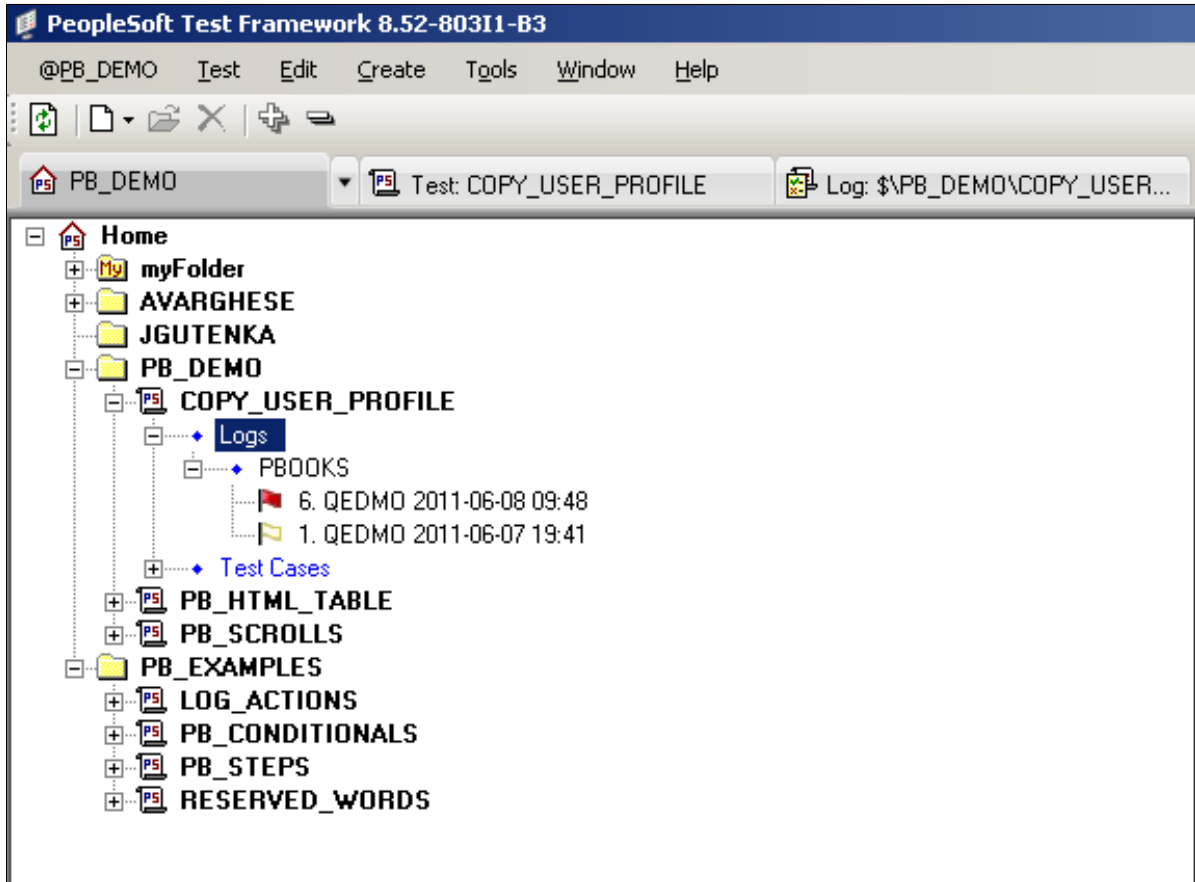 PeopleSoft Test Framework 8.52-803I1-B3
@PB_DEMO Test Edit Create Tools Window Help
PB_DEMO Test: COPY_USER_PROFILE Log: $\PB_DEMO\COPY_USER...
Home
My myFolder
AVARGHESE
JGUTENKA
PB_DEMO
COPY_USER_PROFILE
Logs
PBOOKS
6. QEDMO 2011-06-08 09:48
1. QEDMO 2011-06-07 19:41
Test Cases
PB_HTML_TABLE
PB_SCROLLS
PB_EXAMPLES
LOG_ACTIONS
PB_CONDITIONALS
PB_STEPS
RESERVED_WORDS